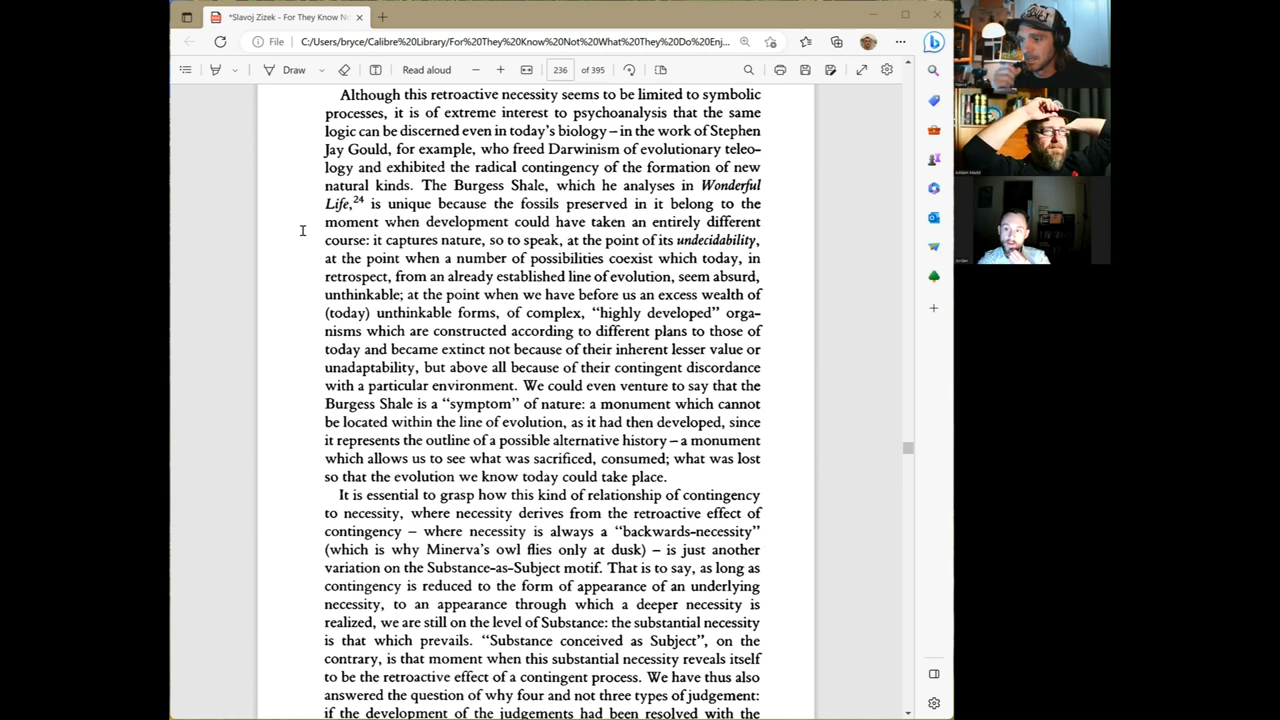 *Slavoj Zizek - For They Know No
File
C:/Users/bryce/Calibre%20Library/For%20They%20Know%20Not%20What%20They%20Do%20Enj...
Draw
Read aloud
236 of 395
Although this retroactive necessity seems to be limited to symbolic
processes, it is of extreme interest to psychoanalysis that the same
logic can be discerned even in today's biology – in the work of Stephen
Jay Gould, for example, who freed Darwinism of evolutionary teleo-
logy and exhibited the radical contingency of the formation of new
natural kinds. The Burgess Shale, which he analyses in Wonderful
Life,24 is unique because the fossils preserved in it belong to the
moment when development could have taken an entirely different
course: it captures nature, so to speak, at the point of its undecidability,
at the point when a number of possibilities coexist which today, in
retrospect, from an already established line of evolution, seem absurd,
unthinkable; at the point when we have before us an excess wealth of
(today) unthinkable forms, of complex, "highly developed" orga-
nisms which are constructed according to different plans to those of
today and became extinct not because of their inherent lesser value or
unadaptability, but above all because of their contingent discordance
with a particular environment. We could even venture to say that the
Burgess Shale is a "symptom" of nature: a monument which cannot
be located within the line of evolution, as it had then developed, since
it represents the outline of a possible alternative history – a monument
which allows us to see what was sacrificed, consumed; what was lost
so that the evolution we know today could take place.
It is essential to grasp how this kind of relationship of contingency
to necessity, where necessity derives from the retroactive effect of
contingency – where necessity is always a "backwards-necessity"
(which is why Minerva's owl flies only at dusk) – is just another
variation on the Substance-as-Subject motif. That is to say, as long as
contingency is reduced to the form of appearance of an underlying
necessity, to an appearance through which a deeper necessity is
realized, we are still on the level of Substance: the substantial necessity
is that which prevails. "Substance conceived as Subject", on the
contrary, is that moment when this substantial necessity reveals itself
to be the retroactive effect of a contingent process. We have thus also
answered the question of why four and not three types of judgement:
if the development of the judgements had been resolved with the
Jordan